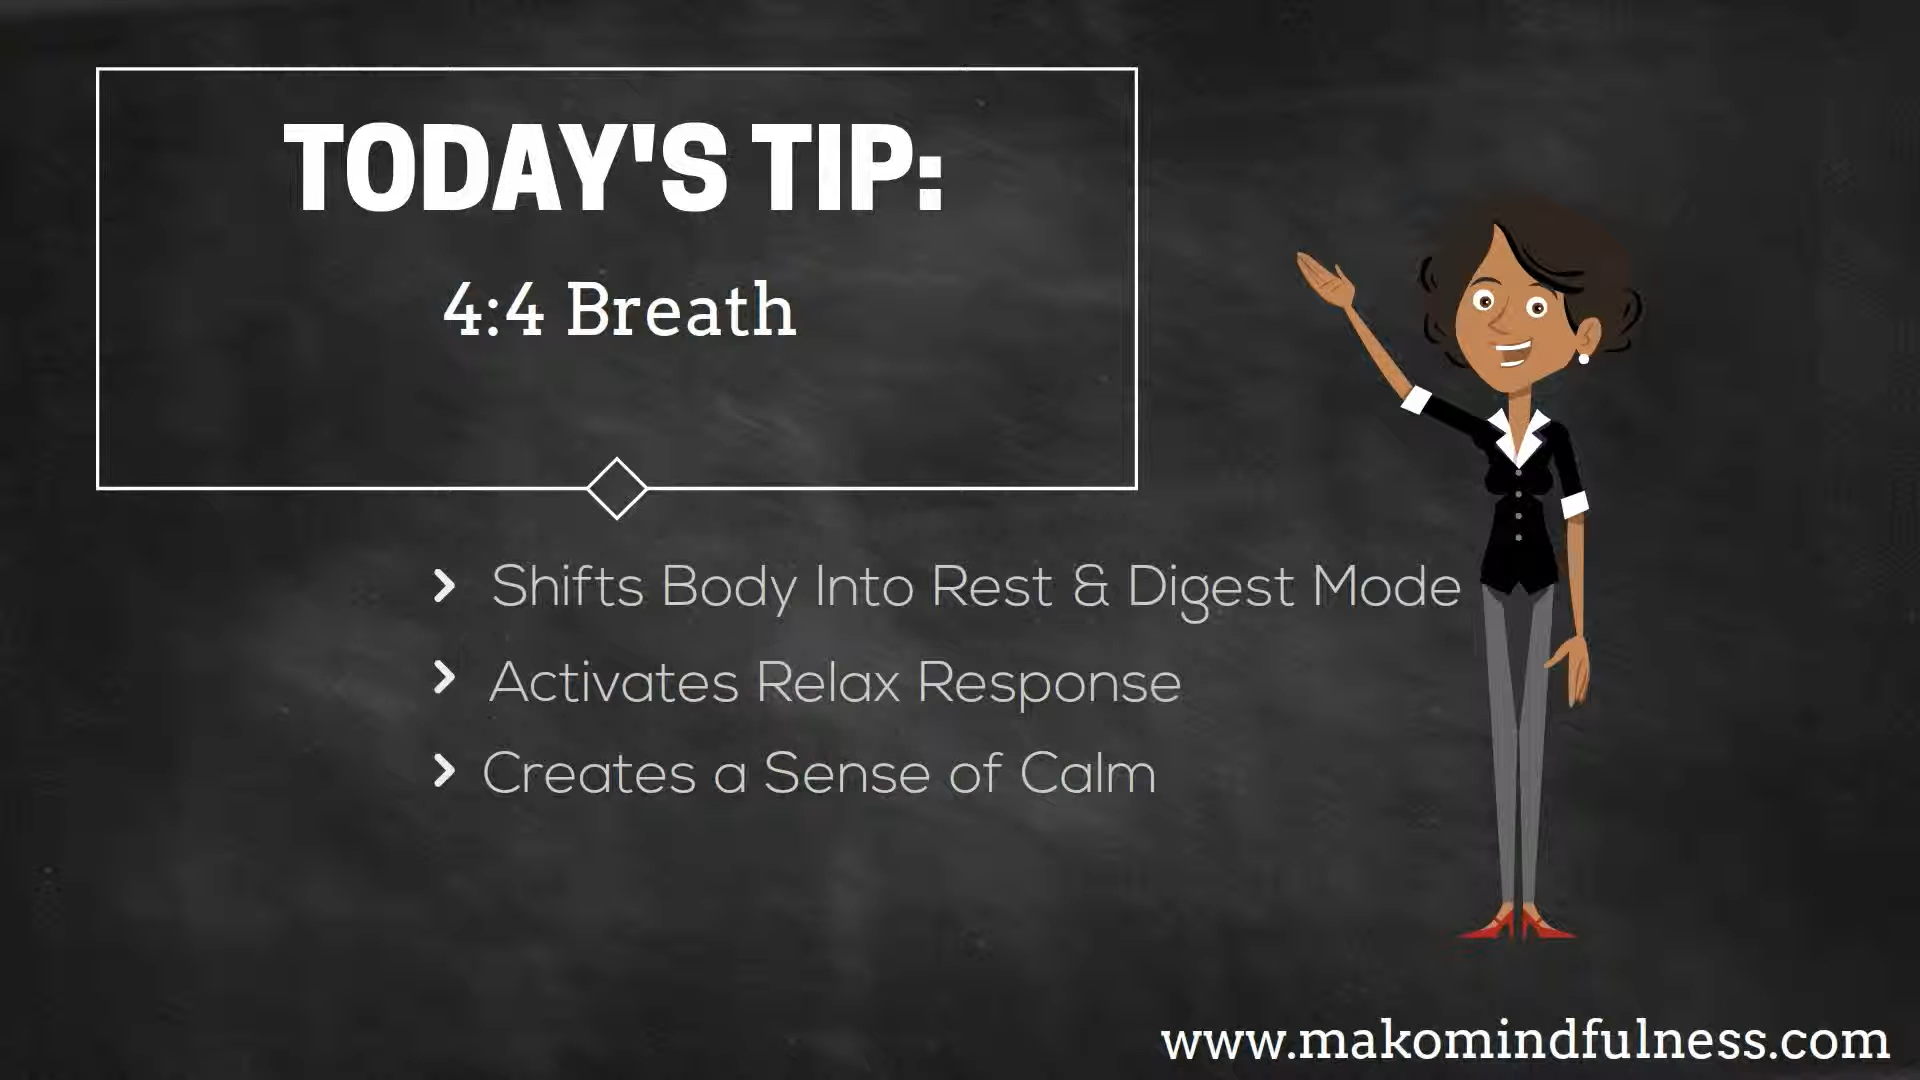 TODAY'S TIP:
4:4 Breath
Shifts Body Into Rest & Digest Mode
Activates Relax Response
Creates a Sense of Calm
www.makomindfulness.com